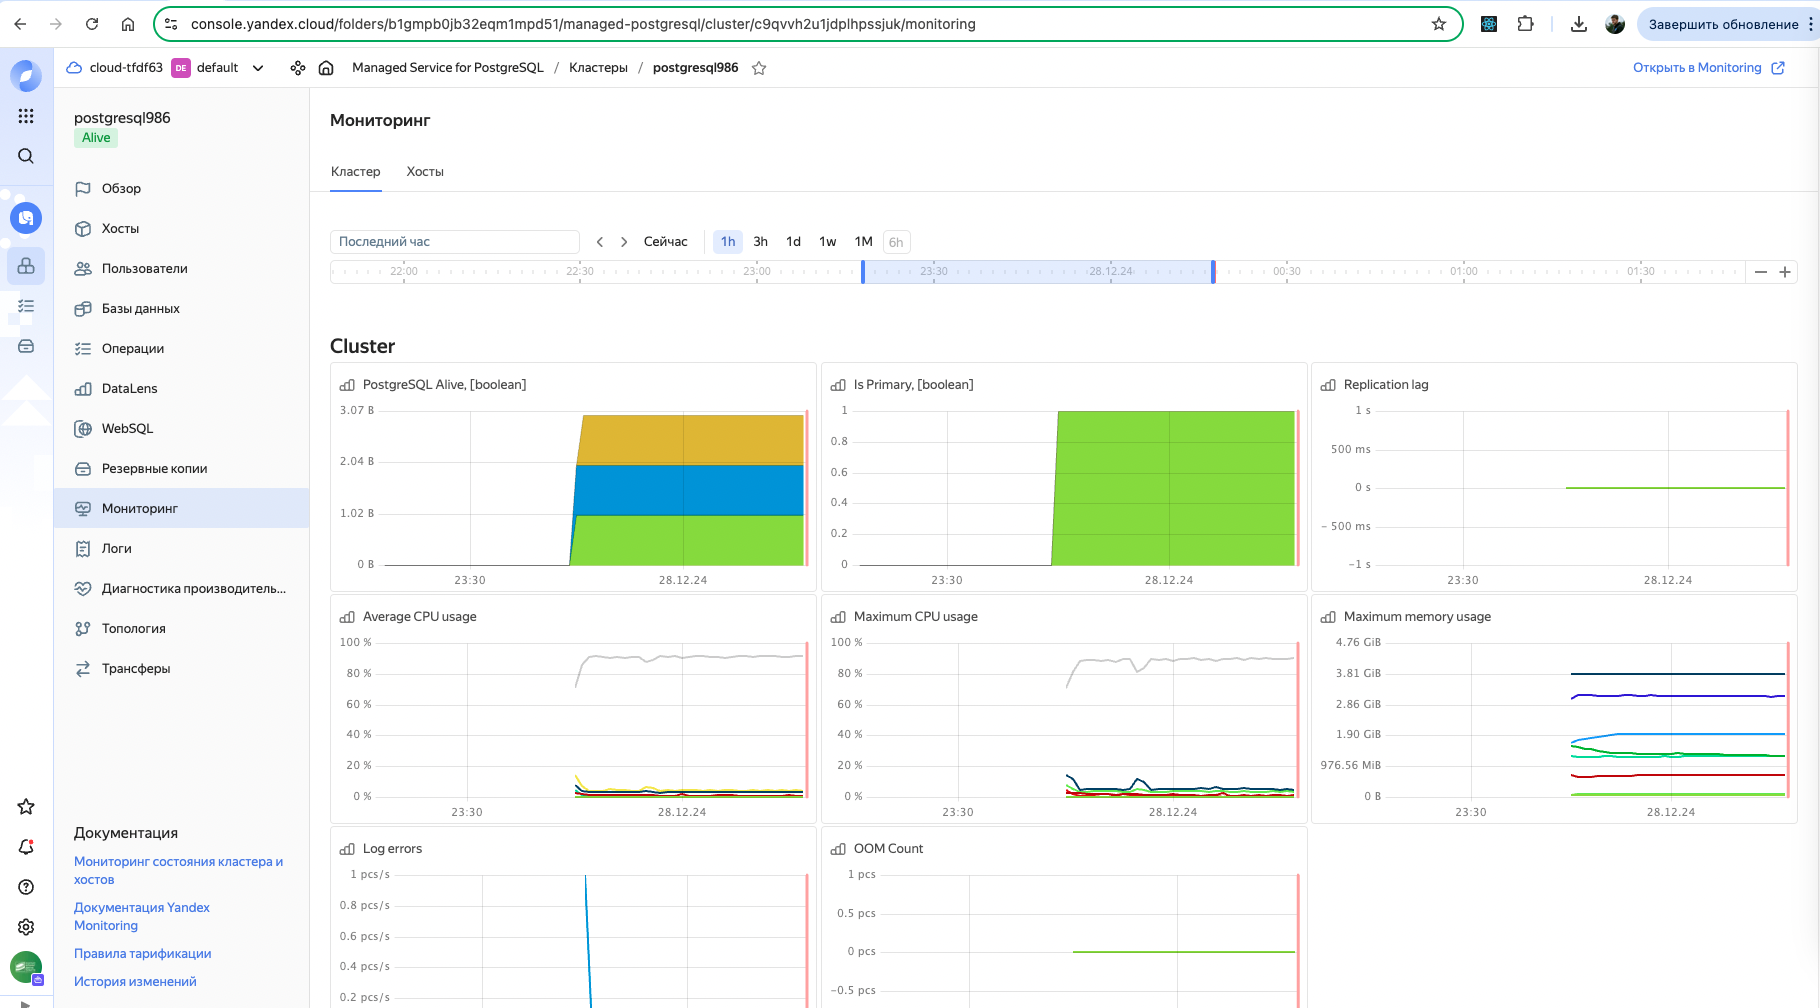 console.yandex.cloud/folders/b1gmpb0jb32eqm1mpd51/managed-postgresql/cluster/c9qvvh2u1jdplhpssjuk/monitoring
Завершить обновление
cloud-tfdf63 DE default
Managed Service for PostgreSQL / Кластеры / postgresql986
Открыть в Monitoring
postgresql986
Alive
Обзор
Хосты
Пользователи
Базы данных
Операции
DataLens
WebSQL
Резервные копии
Мониторинг
Логи
Диагностика производитель...
Топология
Трансферы
Документация
Мониторинг состояния кластера и
хостов
Документация Yandex
Monitoring
Правила тарификации
История изменений
Мониторинг
Кластер Хосты
Последний час Сейчас 1h 3h 1d 1w 1M 6h
22:00 22:30 23:00 23:30 28.12.24 00:30 01:00 01:30
Cluster
PostgreSQL Alive, [boolean]
3.07 B
2.04 B
1.02 B
0 B
23:30 28.12.24
Is Primary, [boolean]
1
0.8
0.6
0.4
0.2
0
23:30 28.12.24
Replication lag
1 s
500 ms
0 s
- 500 ms
-1 s
23:30 28.12.24
Average CPU usage
100 %
80 %
60 %
40 %
20 %
0 %
23:30 28.12.24
Maximum CPU usage
100 %
80 %
60 %
40 %
20 %
0 %
23:30 28.12.24
Maximum memory usage
4.76 GiB
3.81 GiB
2.86 GiB
1.90 GiB
976.56 MiB
0 B
23:30 28.12.24
Log errors
1 pcs/s
0.8 pcs/s
0.6 pcs/s
0.4 pcs/s
0.2 pcs/s
OOM Count
1 pcs
0.5 pcs
0 pcs
-0.5 pcs